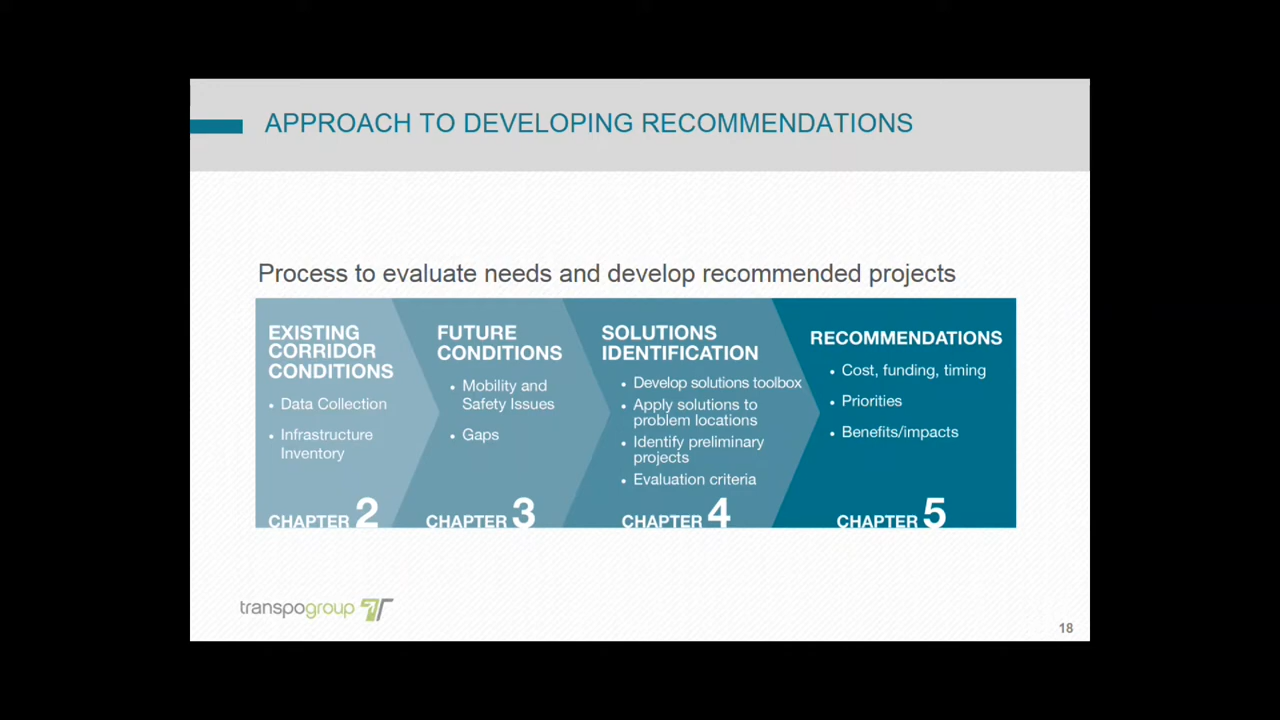 APPROACH TO DEVELOPING RECOMMENDATIONS
Process to evaluate needs and develop recommended projects
EXISTING
CORRIDOR
CONDITIONS
• Data Collection
• Infrastructure
Inventory
CHAPTER 2
FUTURE
CONDITIONS
• Mobility and
Safety Issues
• Gaps
CHAPTER 3
SOLUTIONS
IDENTIFICATION
• Develop solutions toolbox
• Apply solutions to
problem locations
• Identify preliminary
projects
• Evaluation criteria
CHAPTER 4
RECOMMENDATIONS
• Cost, funding, timing
• Priorities
• Benefits/impacts
CHAPTER 5
transpogroup
18